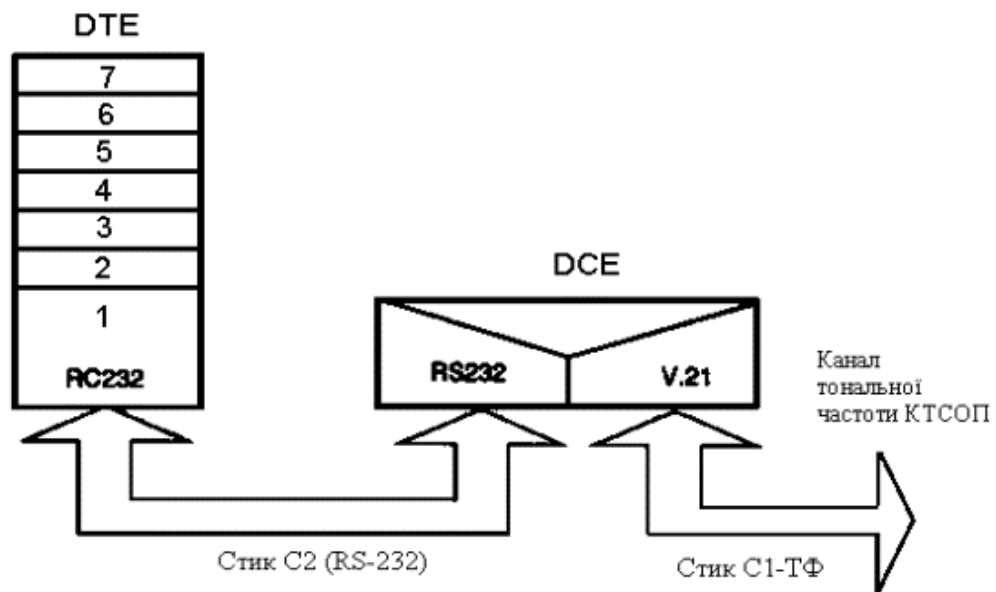 DTE
7
6
5
4
3
2
1
RC232
DCE
RS232
V.21
Канал
тональної
частоти КТСОП
Стик С2 (RS-232)
Стик С1-ТФ